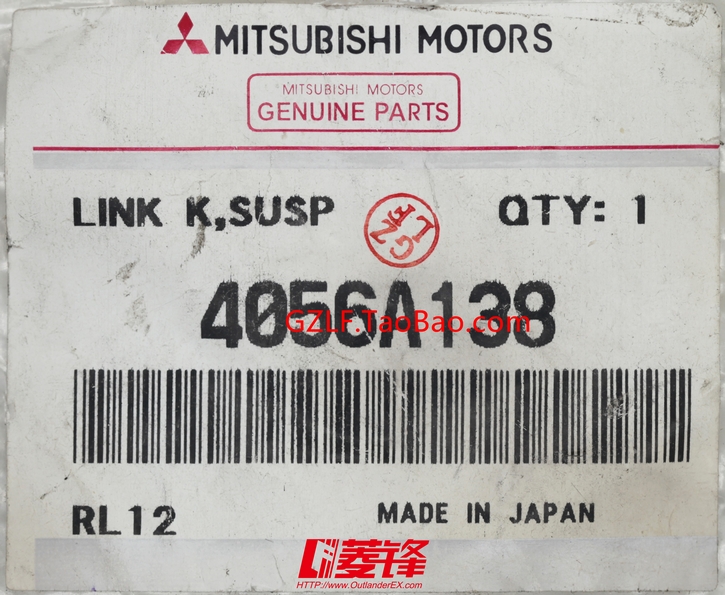 MITSUBISHI MOTORS
MITSUBISHI MOTORS
GENUINE PARTS
LINK K,SUSP QTY: 1
4056A138
GZLF.TaoBao.com
RL12 MADE IN JAPAN
菱锋
HTTP://www.OutlanderEX.com